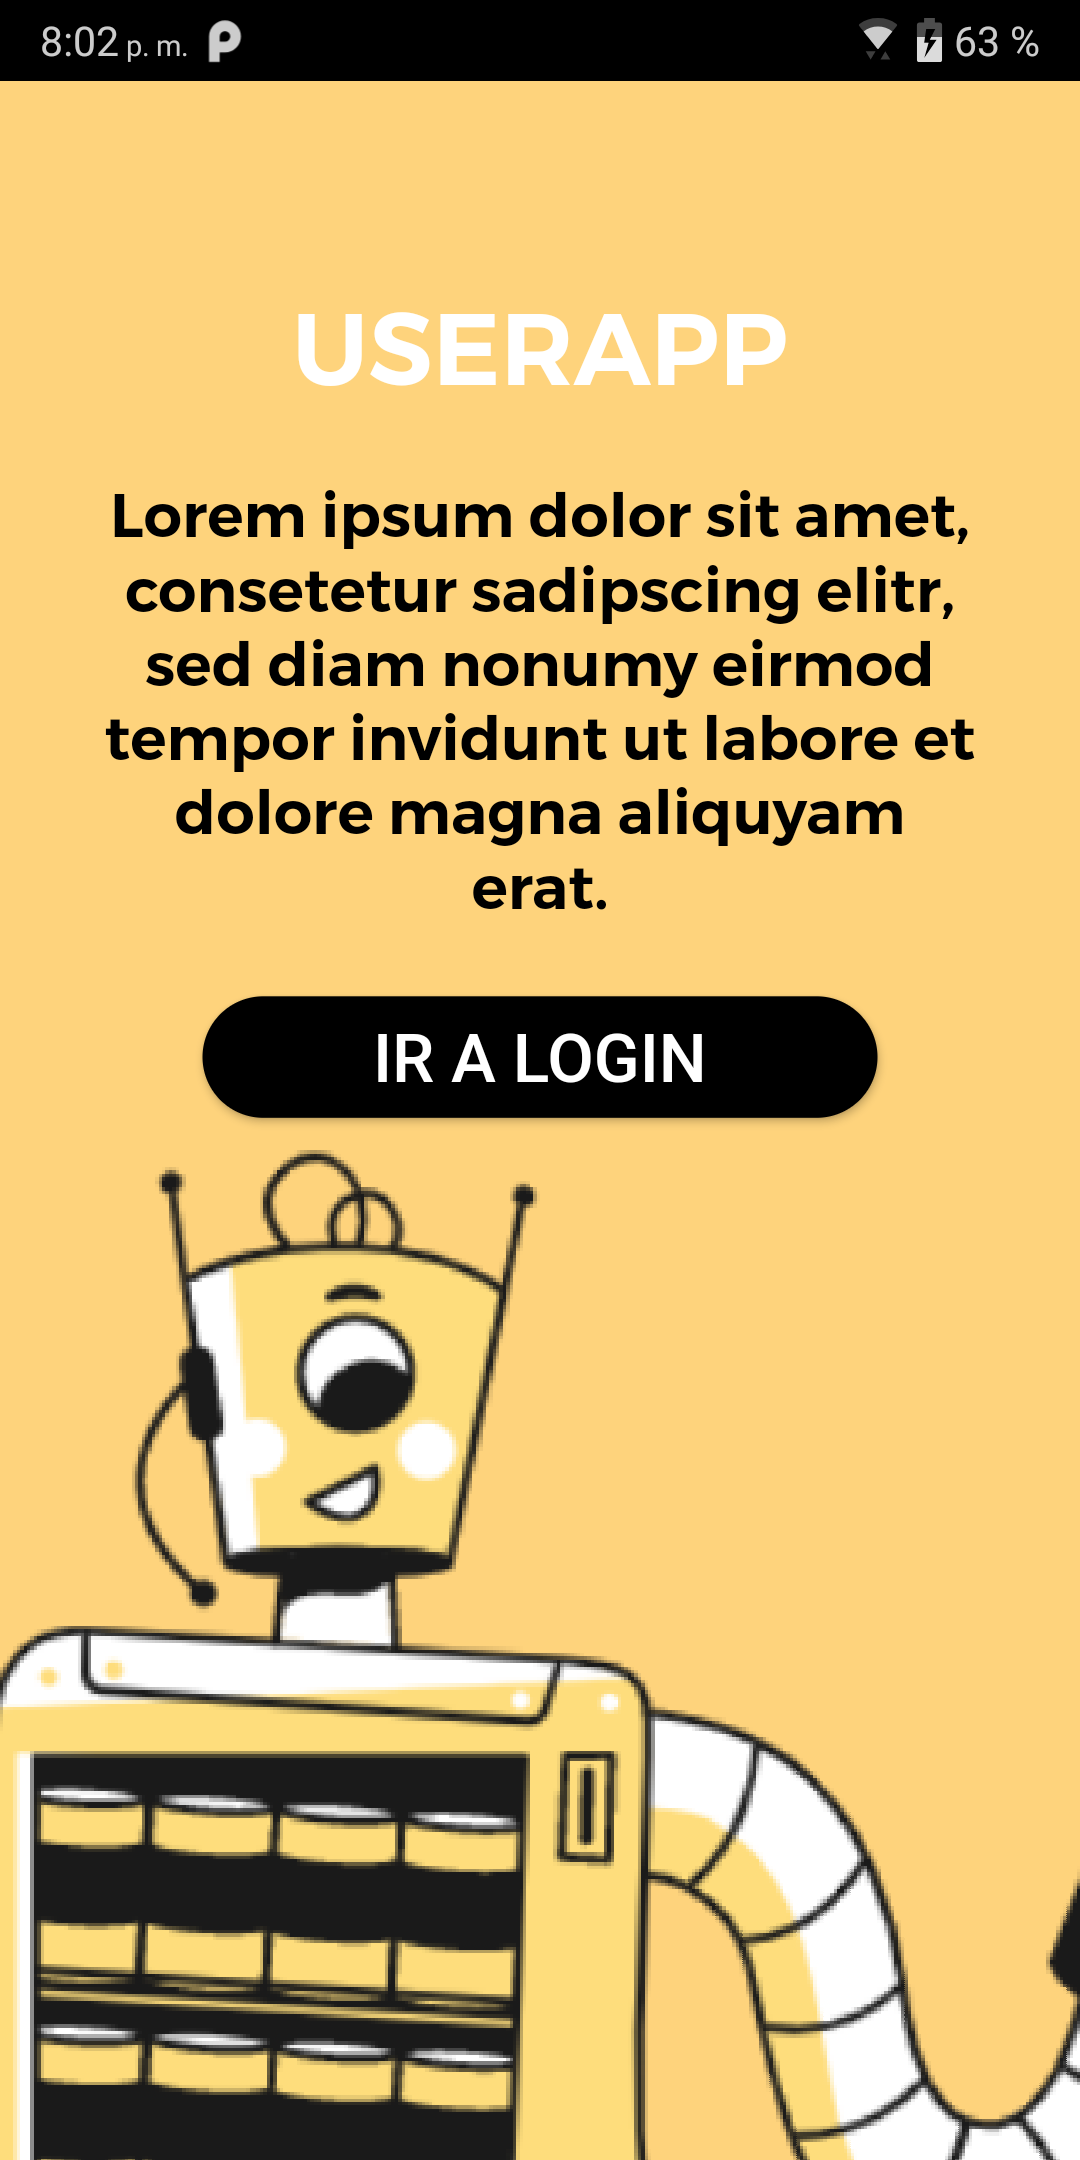 8:02 p. m. 63 %
USERAPP
Lorem ipsum dolor sit amet,
consetetur sadipscing elitr,
sed diam nonumy eirmod
tempor invidunt ut labore et
dolore magna aliquyam
erat.
IR A LOGIN